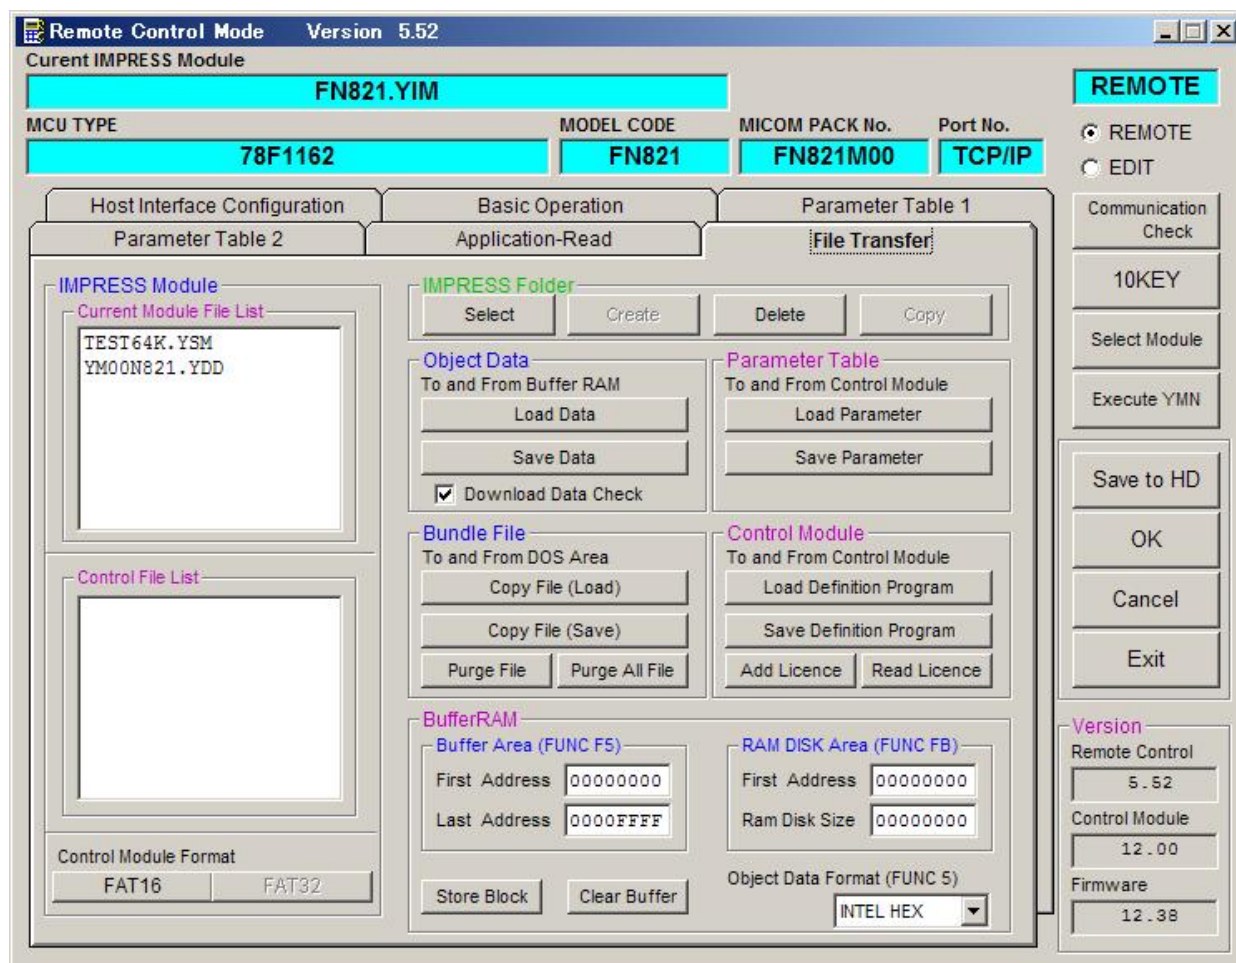 Remote Control Mode Version 5.52
Curent IMPRESS Module
FN821.YIM
REMOTE
MCU TYPE MODEL CODE MICOM PACK No. Port No.
78F1162 FN821 FN821M00 TCP/IP
REMOTE
EDIT
Host Interface Configuration Basic Operation Parameter Table 1
Parameter Table 2 Application-Read File Transfer
IMPRESS Module
Current Module File List
TEST64K.YSM
YM00N821.YDD
Control File List
Control Module Format
FAT16 FAT32
IMPRESS Folder
Select Create Delete Copy
Object Data
To and From Buffer RAM
Load Data
Save Data
Download Data Check
Parameter Table
To and From Control Module
Load Parameter
Save Parameter
Bundle File
To and From DOS Area
Copy File (Load)
Copy File (Save)
Purge File Purge All File
Control Module
To and From Control Module
Load Definition Program
Save Definition Program
Add Licence Read Licence
BufferRAM
Buffer Area (FUNC F5)
First Address 00000000
Last Address 0000FFFF
RAM DISK Area (FUNC FB)
First Address 00000000
Ram Disk Size 00000000
Store Block Clear Buffer
Object Data Format (FUNC 5)
INTEL HEX
Communication
Check
10KEY
Select Module
Execute YMN
Save to HD
OK
Cancel
Exit
Version
Remote Control
5.52
Control Module
12.00
Firmware
12.38